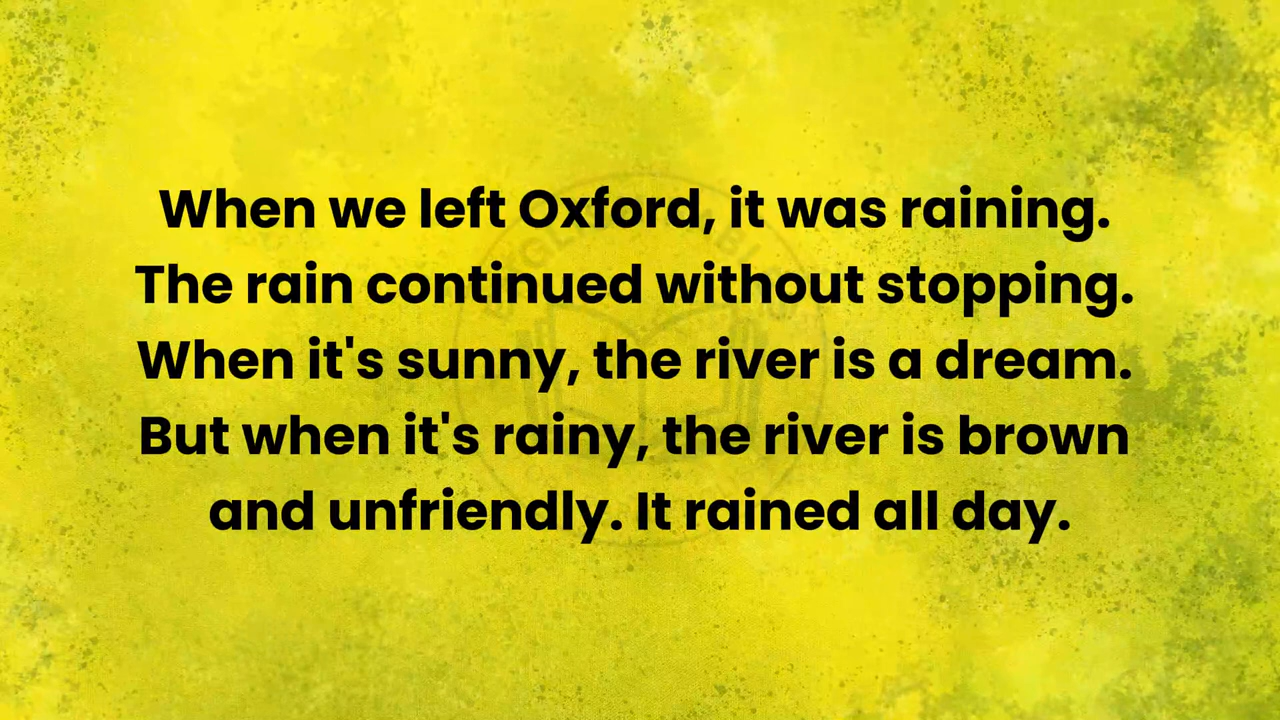 When we left Oxford, it was raining.
The rain continued without stopping.
When it's sunny, the river is a dream.
But when it's rainy, the river is brown
and unfriendly. It rained all day.